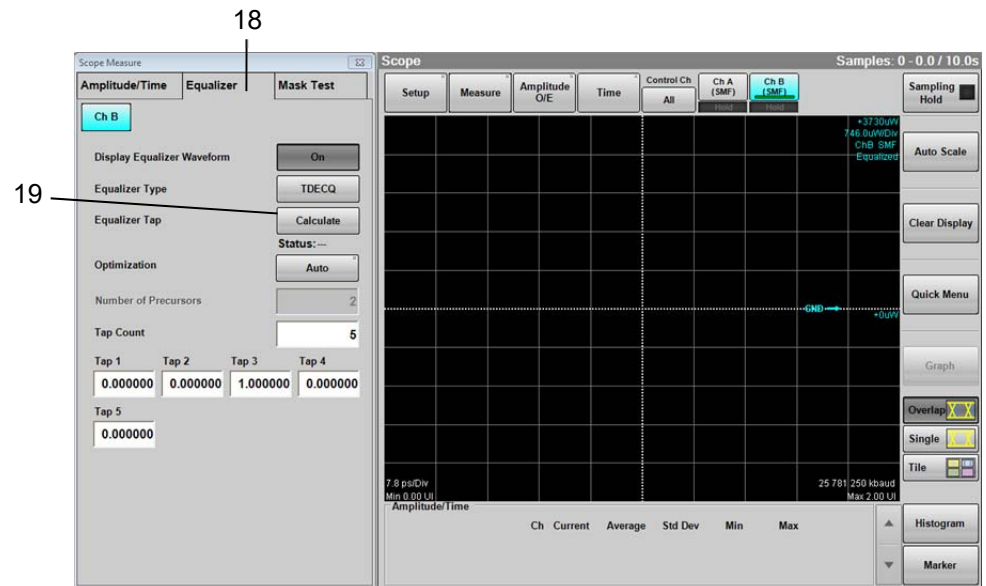 18
19
Scope Measure
Amplitude/Time Equalizer Mask Test
Ch B
Display Equalizer Waveform On
Equalizer Type TDECQ
Equalizer Tap Calculate
Status:---
Optimization Auto
Number of Precursors 2
Tap Count 5
Tap 1 Tap 2 Tap 3 Tap 4
0.000000 0.000000 1.000000 0.000000
Tap 5
0.000000
Scope Samples: 0 - 0.0 / 10.0s
Setup Measure Amplitude O/E Time
Control Ch
All
Ch A
(SMF)
Hold
Ch B
(SMF)
Hold
Sampling
Hold
+3730uW
746.0uW/Div
ChB SMF
Equalized
GND
+0uW
7.8 ps/Div
Min 0.00 UI
25 781 250 kbaud
Max 2.00 UI
Auto Scale
Clear Display
Quick Menu
Graph
Overlap
Single
Tile
Amplitude/Time
Ch Current Average Std Dev Min Max
Histogram
Marker